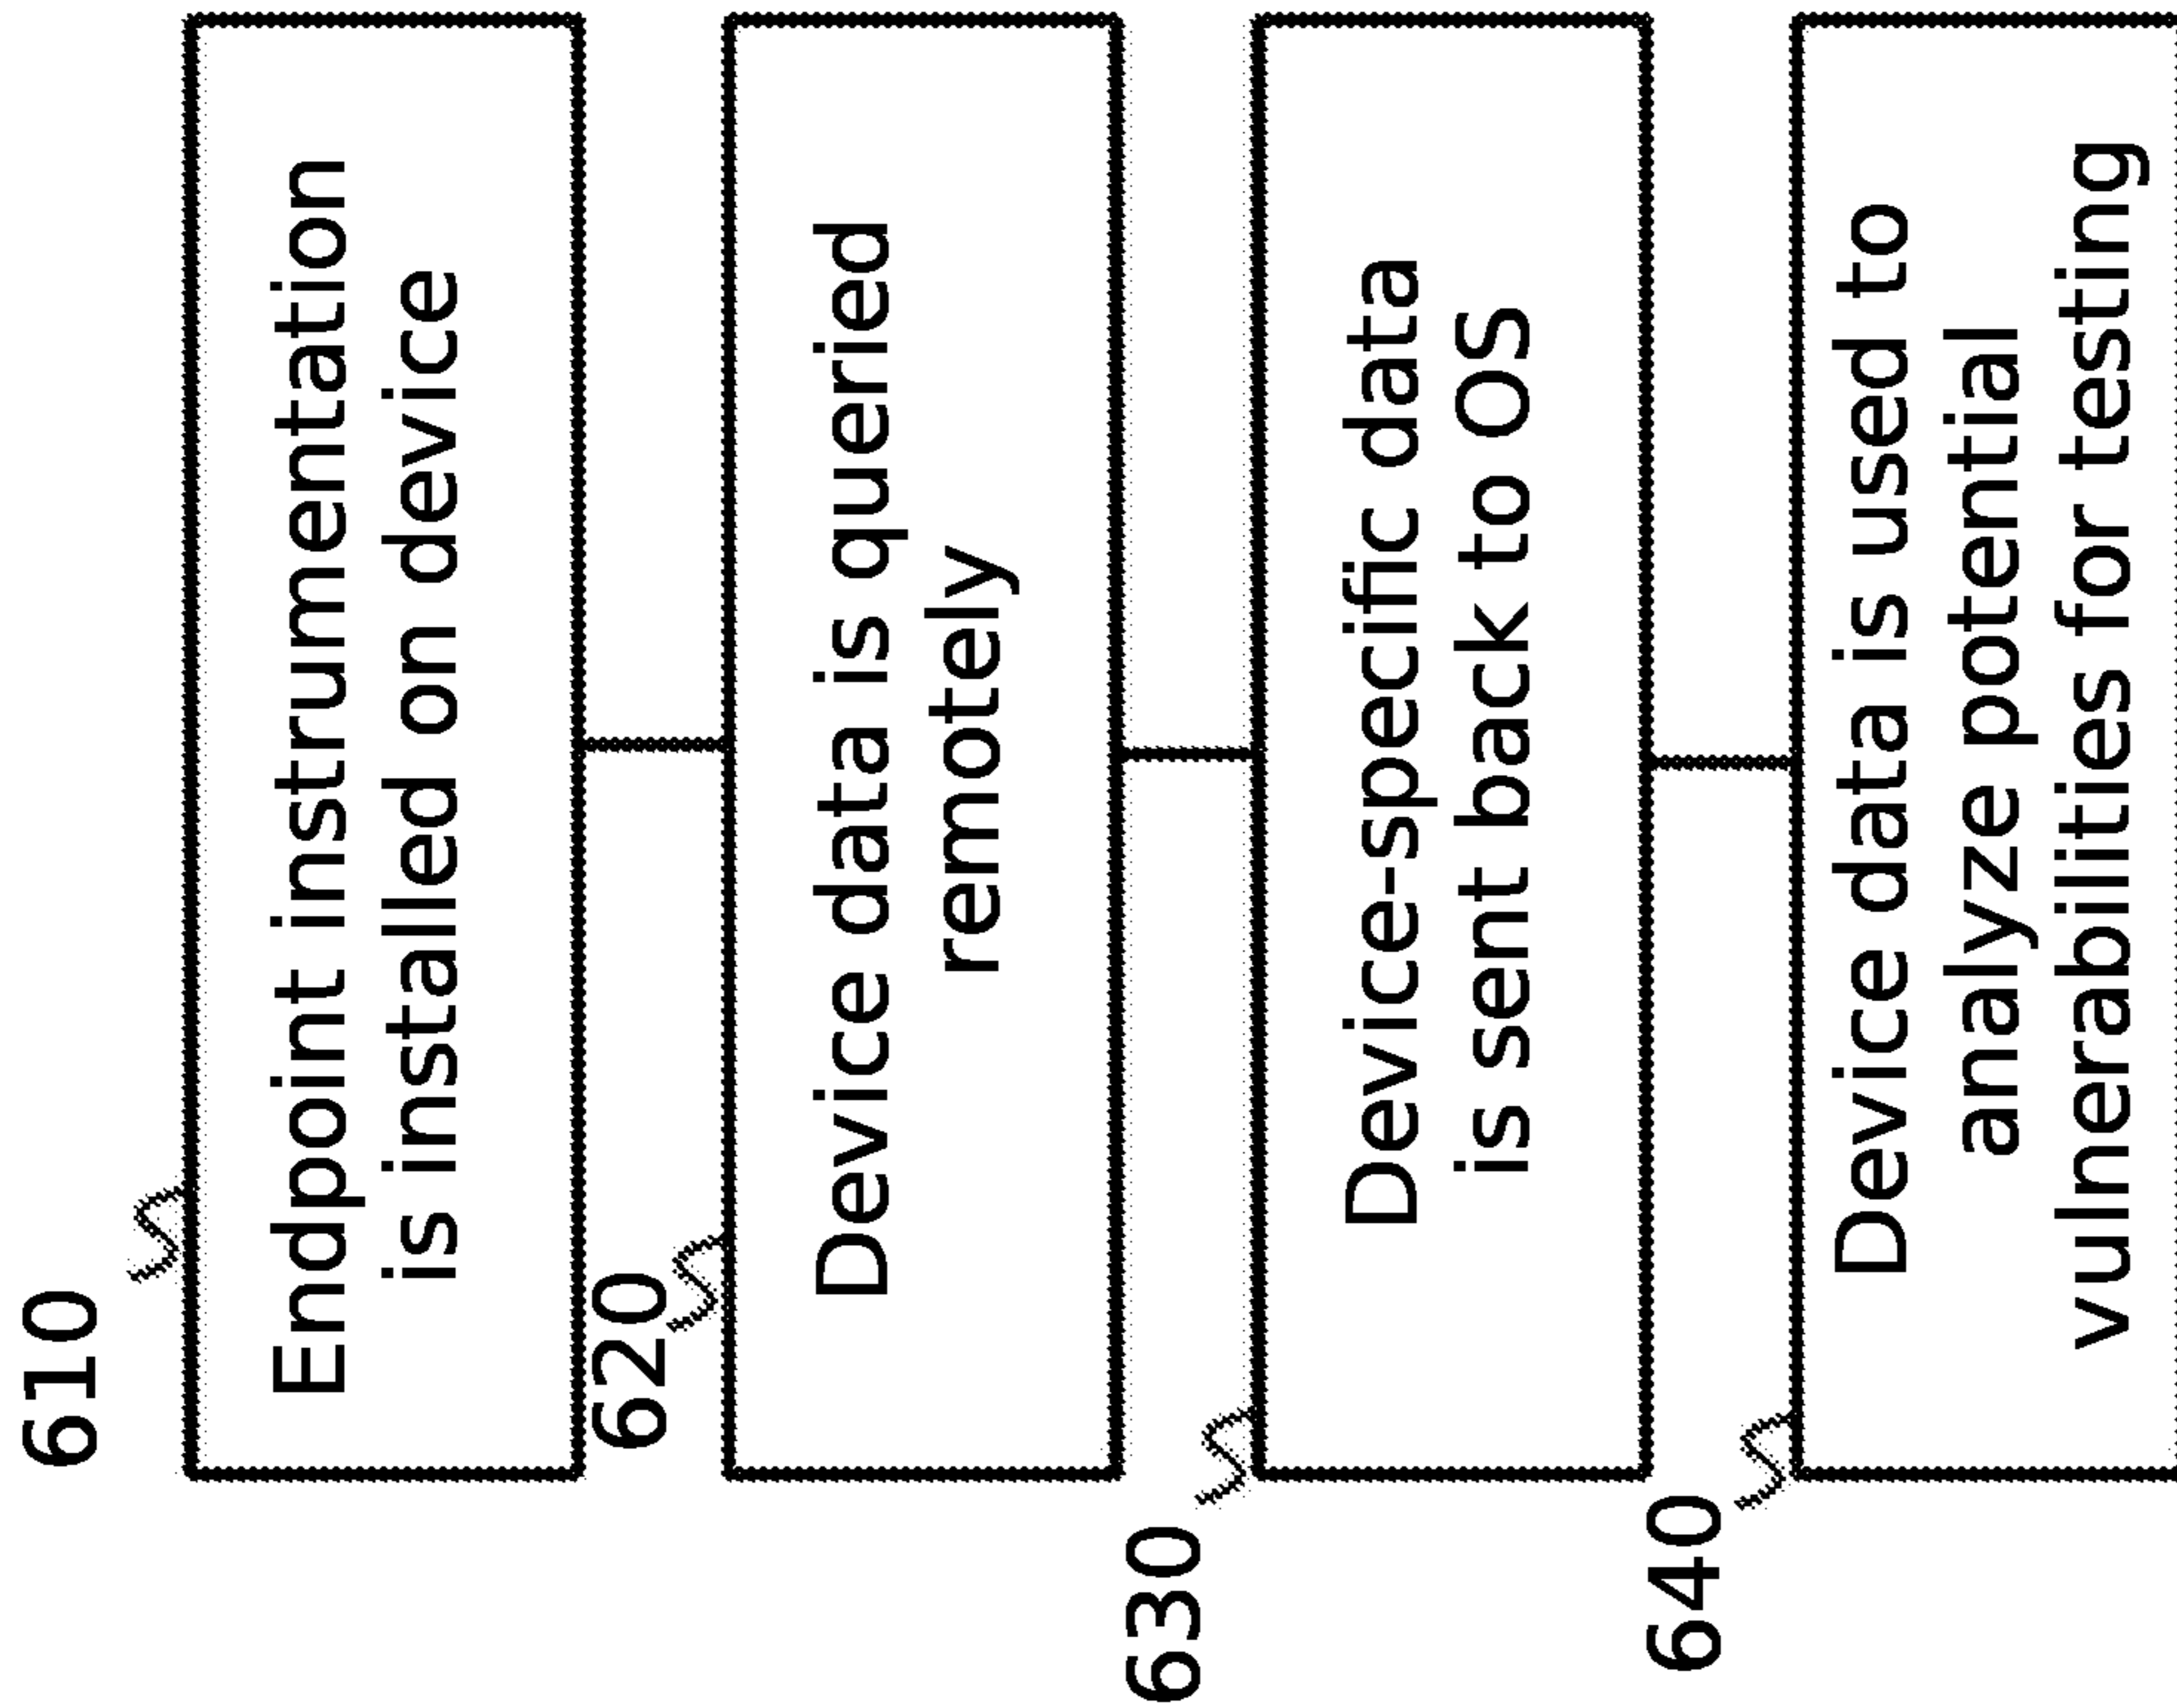 610
Endpoint instrumentation
is installed on device
620
Device data is queried
remotely
630
Device-specific data
is sent back to OS
640
Device data is used to
analyze potential
vulnerabilities for testing